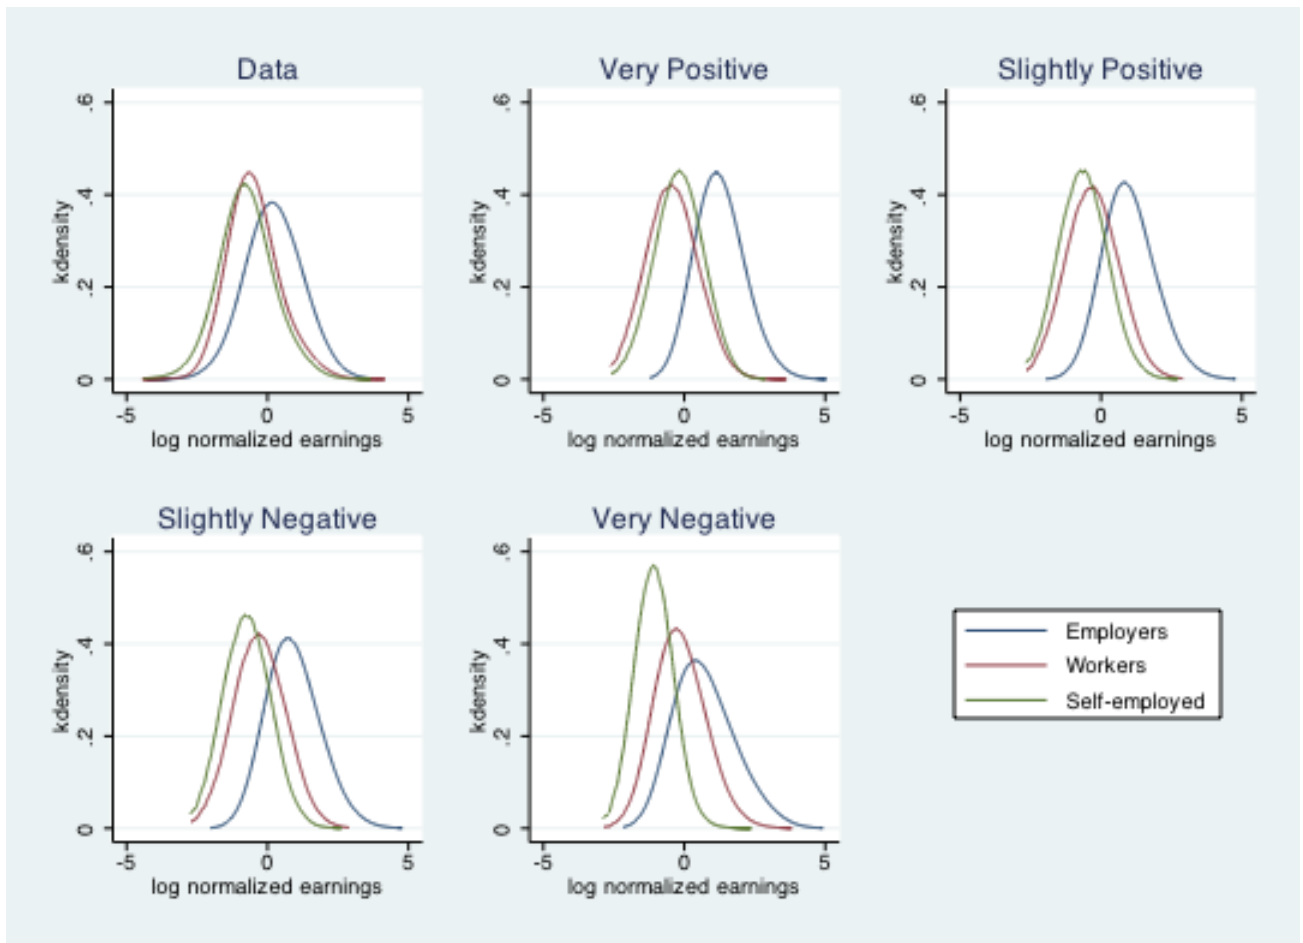 Data
Very Positive
Slightly Positive
.6
.4
.2
0
kdensity
-5
0
5
log normalized earnings
.6
.4
.2
0
kdensity
-5
0
5
log normalized earnings
.6
.4
.2
0
kdensity
-5
0
5
log normalized earnings
Slightly Negative
Very Negative
.6
.4
.2
0
kdensity
-5
0
5
log normalized earnings
.6
.4
.2
0
kdensity
-5
0
5
log normalized earnings
Employers
Workers
Self-employed